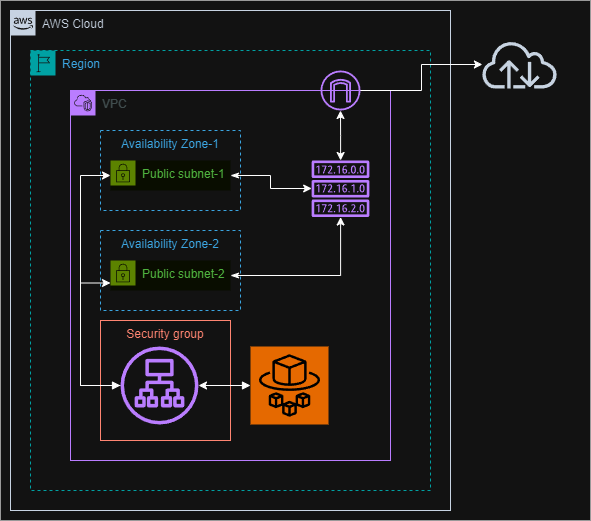 aws
AWS Cloud
Region
VPC
Availability Zone-1
Public subnet-1
172.16.0.0
172.16.1.0
172.16.2.0
Availability Zone-2
Public subnet-2
Security group